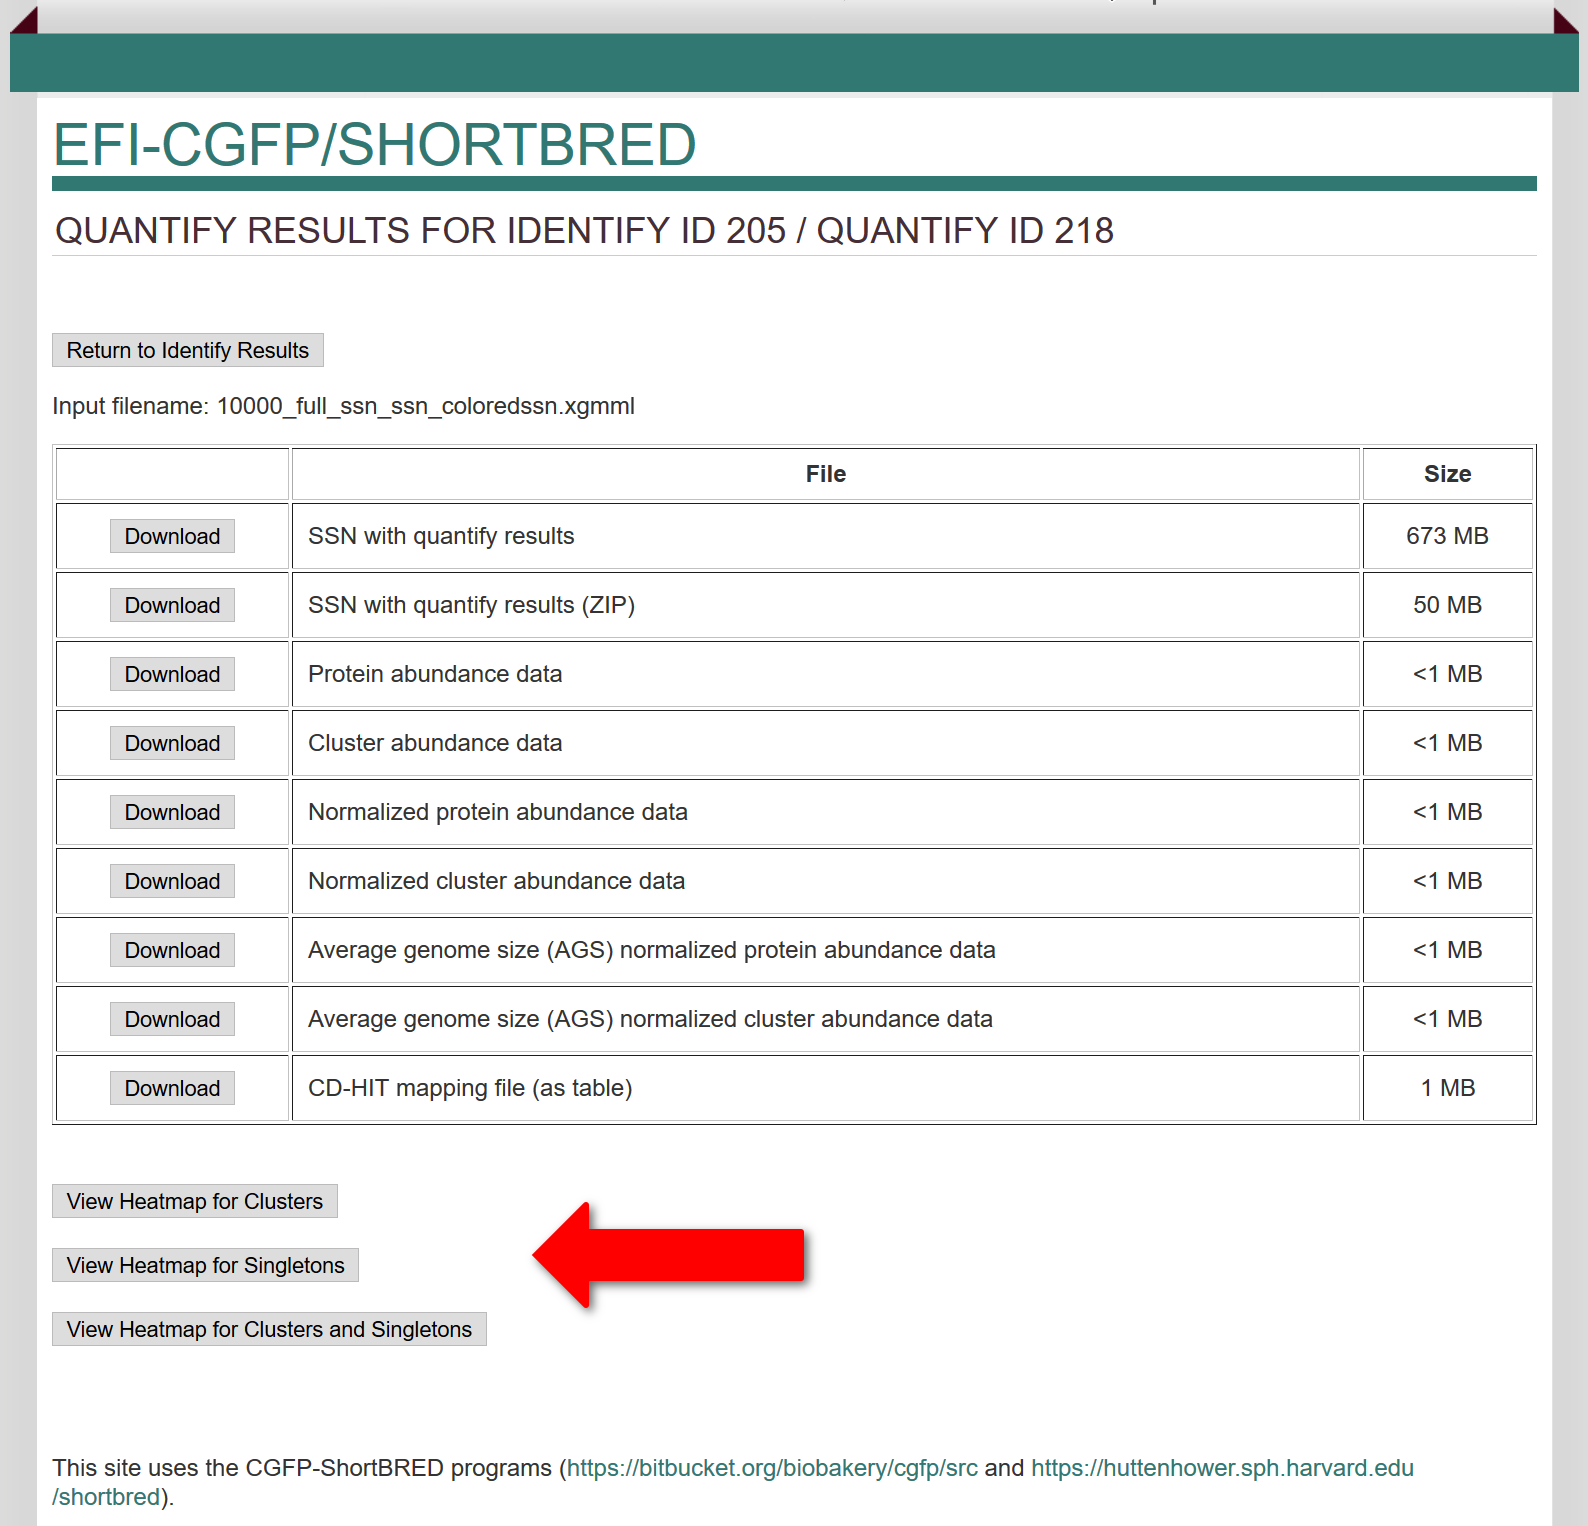 EFI-CGFP/SHORTBRED
QUANTIFY RESULTS FOR IDENTIFY ID 205 / QUANTIFY ID 218
Return to Identify Results
Input filename: 10000_full_ssn_ssn_coloredssn.xgmml
File Size
Download SSN with quantify results 673 MB
Download SSN with quantify results (ZIP) 50 MB
Download Protein abundance data <1 MB
Download Cluster abundance data <1 MB
Download Normalized protein abundance data <1 MB
Download Normalized cluster abundance data <1 MB
Download Average genome size (AGS) normalized protein abundance data <1 MB
Download Average genome size (AGS) normalized cluster abundance data <1 MB
Download CD-HIT mapping file (as table) 1 MB
View Heatmap for Clusters
View Heatmap for Singletons
View Heatmap for Clusters and Singletons
This site uses the CGFP-ShortBRED programs (https://bitbucket.org/biobakery/cgfp/src and https://huttenhower.sph.harvard.edu
/shortbred).